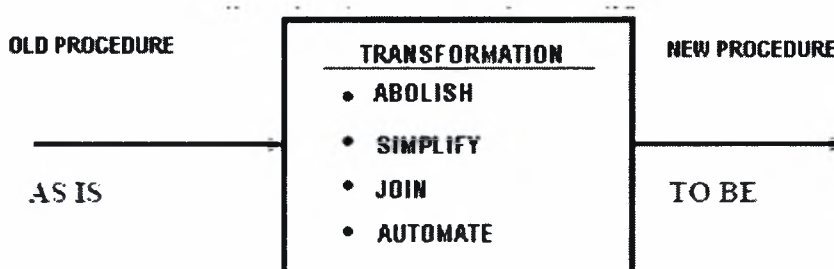 OLD PROCEDURE
AS IS
TRANSFORMATION
• ABOLISH
• SIMPLIFY
• JOIN
• AUTOMATE
NEW PROCEDURE
TO BE